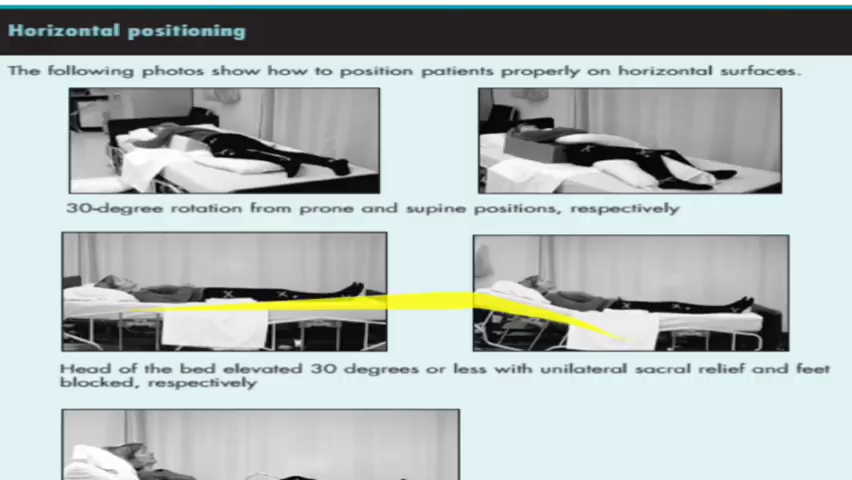 Horizontal positioning
The following photos show how to position patients properly on horizontal surfaces.
30-degree rotation from prone and supine positions, respectively
Head of the bed elevated 30 degrees or less with unilateral sacral relief and feet
blocked, respectively